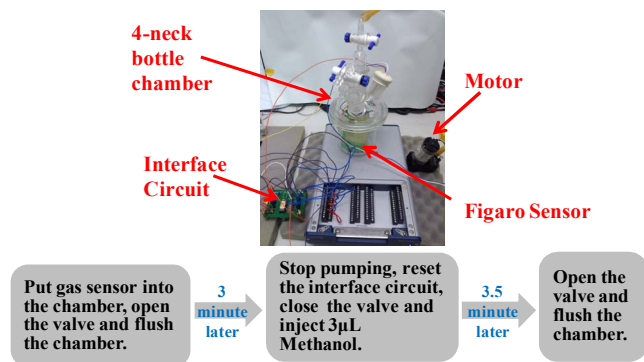 4-neck
bottle
chamber
Motor
Interface
Circuit
Figaro Sensor
Put gas sensor into
the chamber, open
the valve and flush
the chamber.
3
minute
later
Stop pumping, reset
the interface circuit,
close the valve and
inject 3µL
Methanol.
3.5
minute
later
Open the
valve and
flush the
chamber.